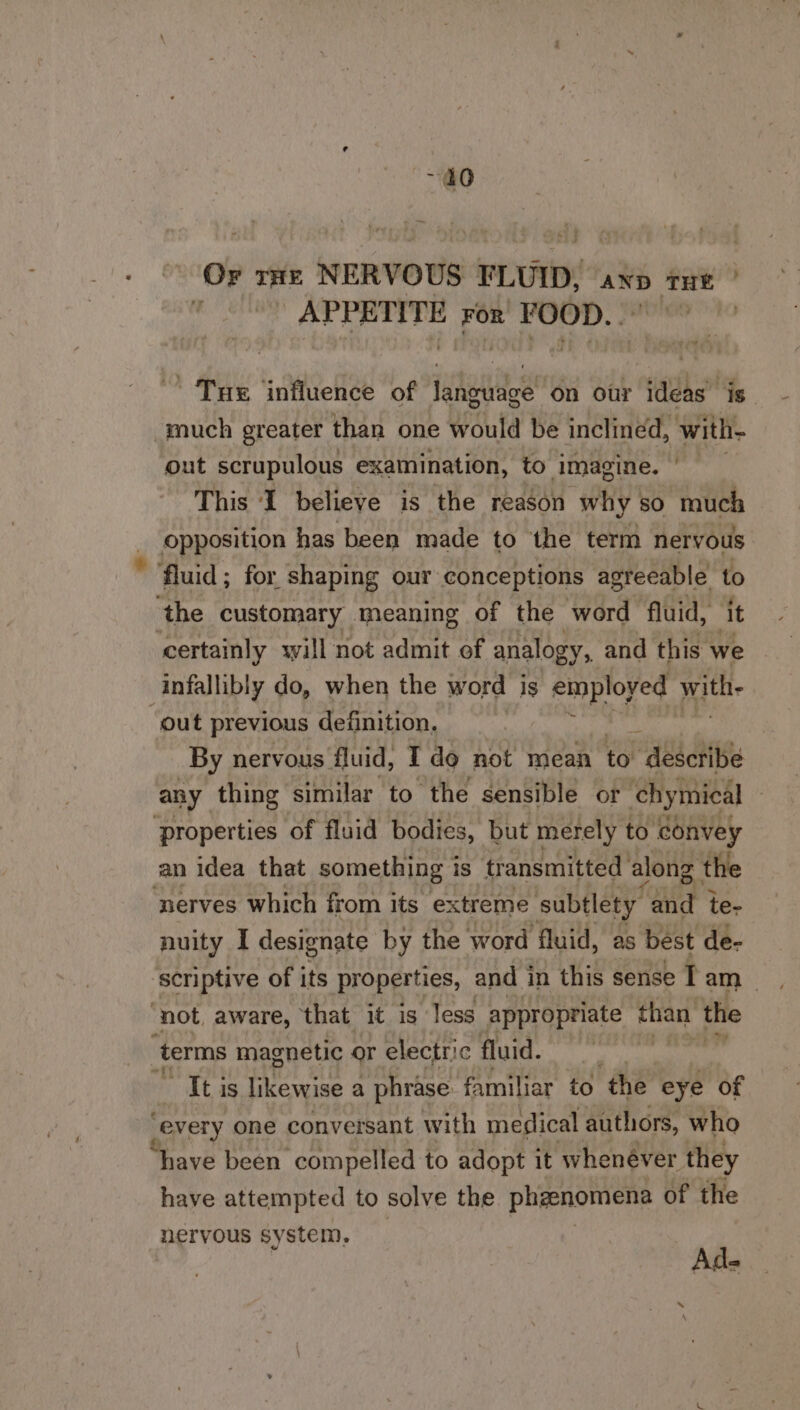 40
OF THE NERVOUS FLUID, AND THE
APPETITE FOR FOOD.
THE influence of language on our ideas is
much greater than one would be inclined, with-
out scrupulous examination, to imagine.
This I believe is the reason why so much
opposition has been made to the term nervous
fluid; for shaping our conceptions agreeable to
the customary meaning of the word fluid, it
certainly will not admit of analogy, and this we
infallibly do, when the word is employed with-
out previous definition.
By nervous fluid, I do not mean to describe
any thing similar to the sensible or chymical
properties of fluid bodies, but merely to convey
an idea that something is transmitted along the
nerves which from its extreme subtlety and te-
nuity I designate by the word fluid, as best de-
scriptive of its properties, and in this sense I am
not aware, that it is less appropriate than the
terms magnetic or electric fluid.
It is likewise a phrase familiar to the eye of
every one conversant with medical authors, who
have been compelled to adopt it whenever they
have attempted to solve the phænomena of the
nervous system.
Ad-